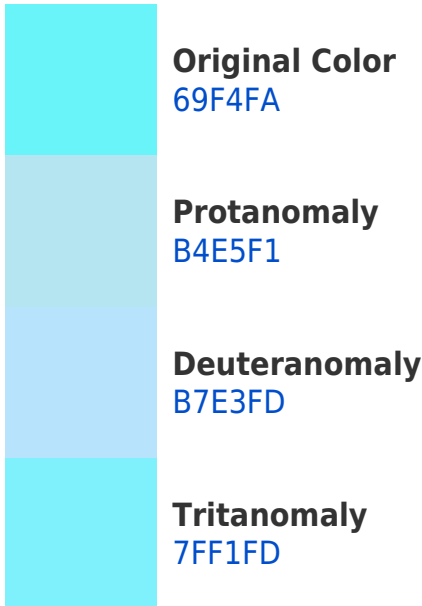 Original Color
69F4FA
Protanomaly
B4E5F1
Deuteranomaly
B7E3FD
Tritanomaly
7FF1FD